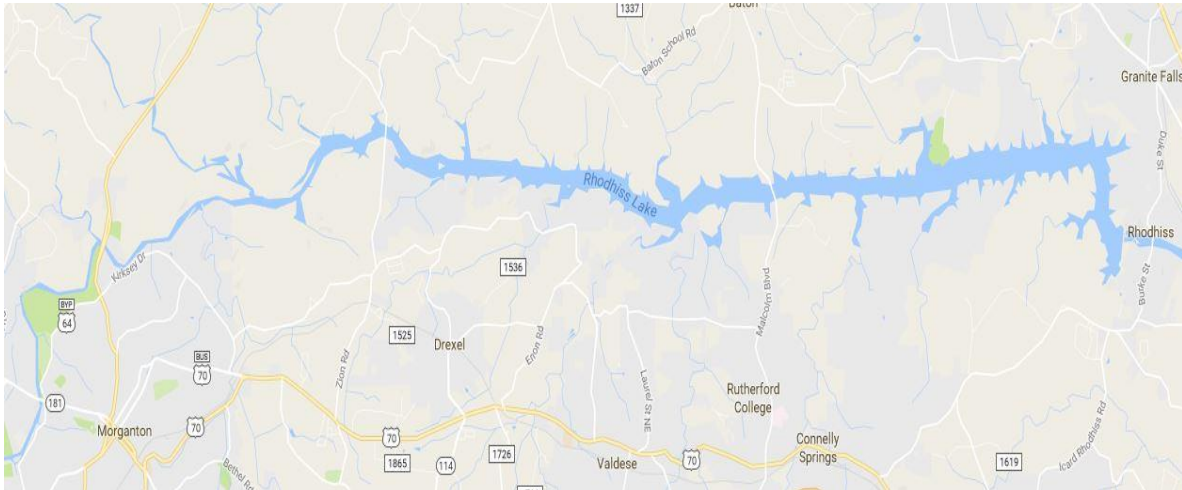 1337
Baton
Baton School Rd
Granite Falls
Duke St
Rhodhiss Lake
Rhodhiss
Kirksey Dr
1536
BYP
64
Burke St
Malcolm Blvd
1525
Drexel
Enon Rd
BUS
70
Zion Rd
Laurel St NE
Rutherford
College
181
Morganton
70
70
Connelly
Springs
Icard Rhodhiss Rd
1726
Valdese
70
1865
114
1619
Bethel Rd